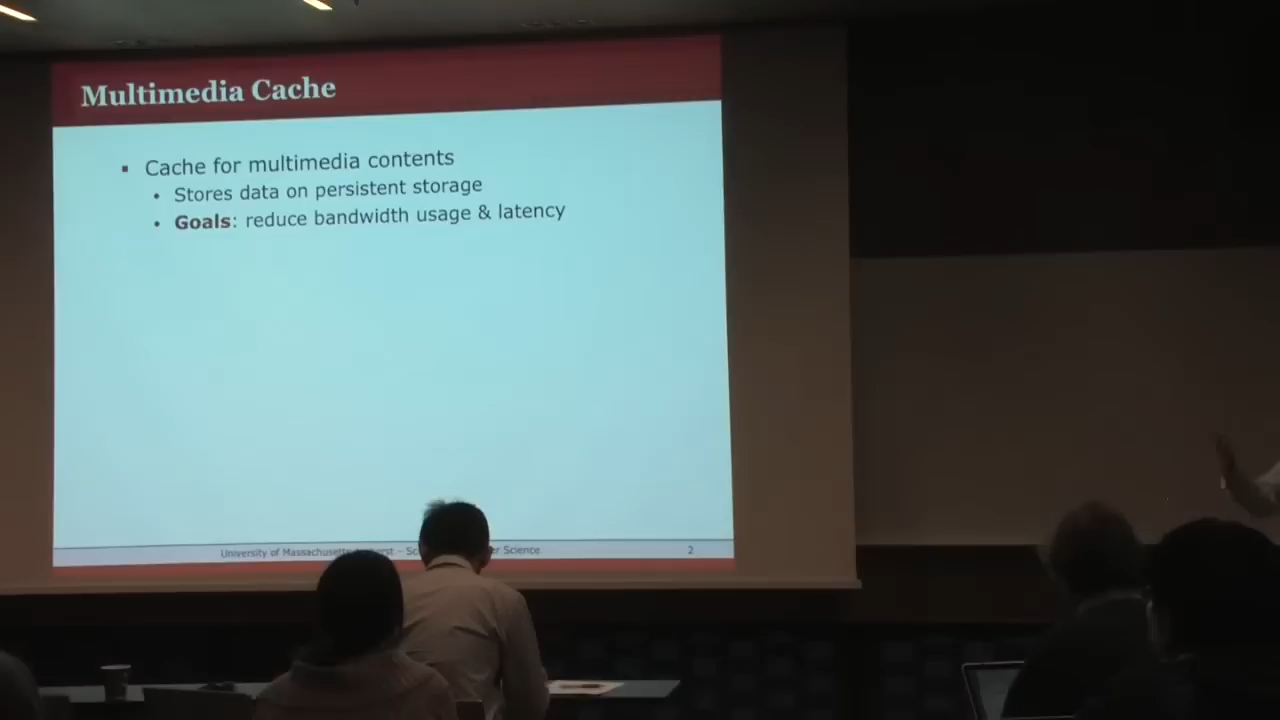 Multimedia Cache
▪ Cache for multimedia contents
• Stores data on persistent storage
• Goals: reduce bandwidth usage & latency
University of Massachusetts – Science 2